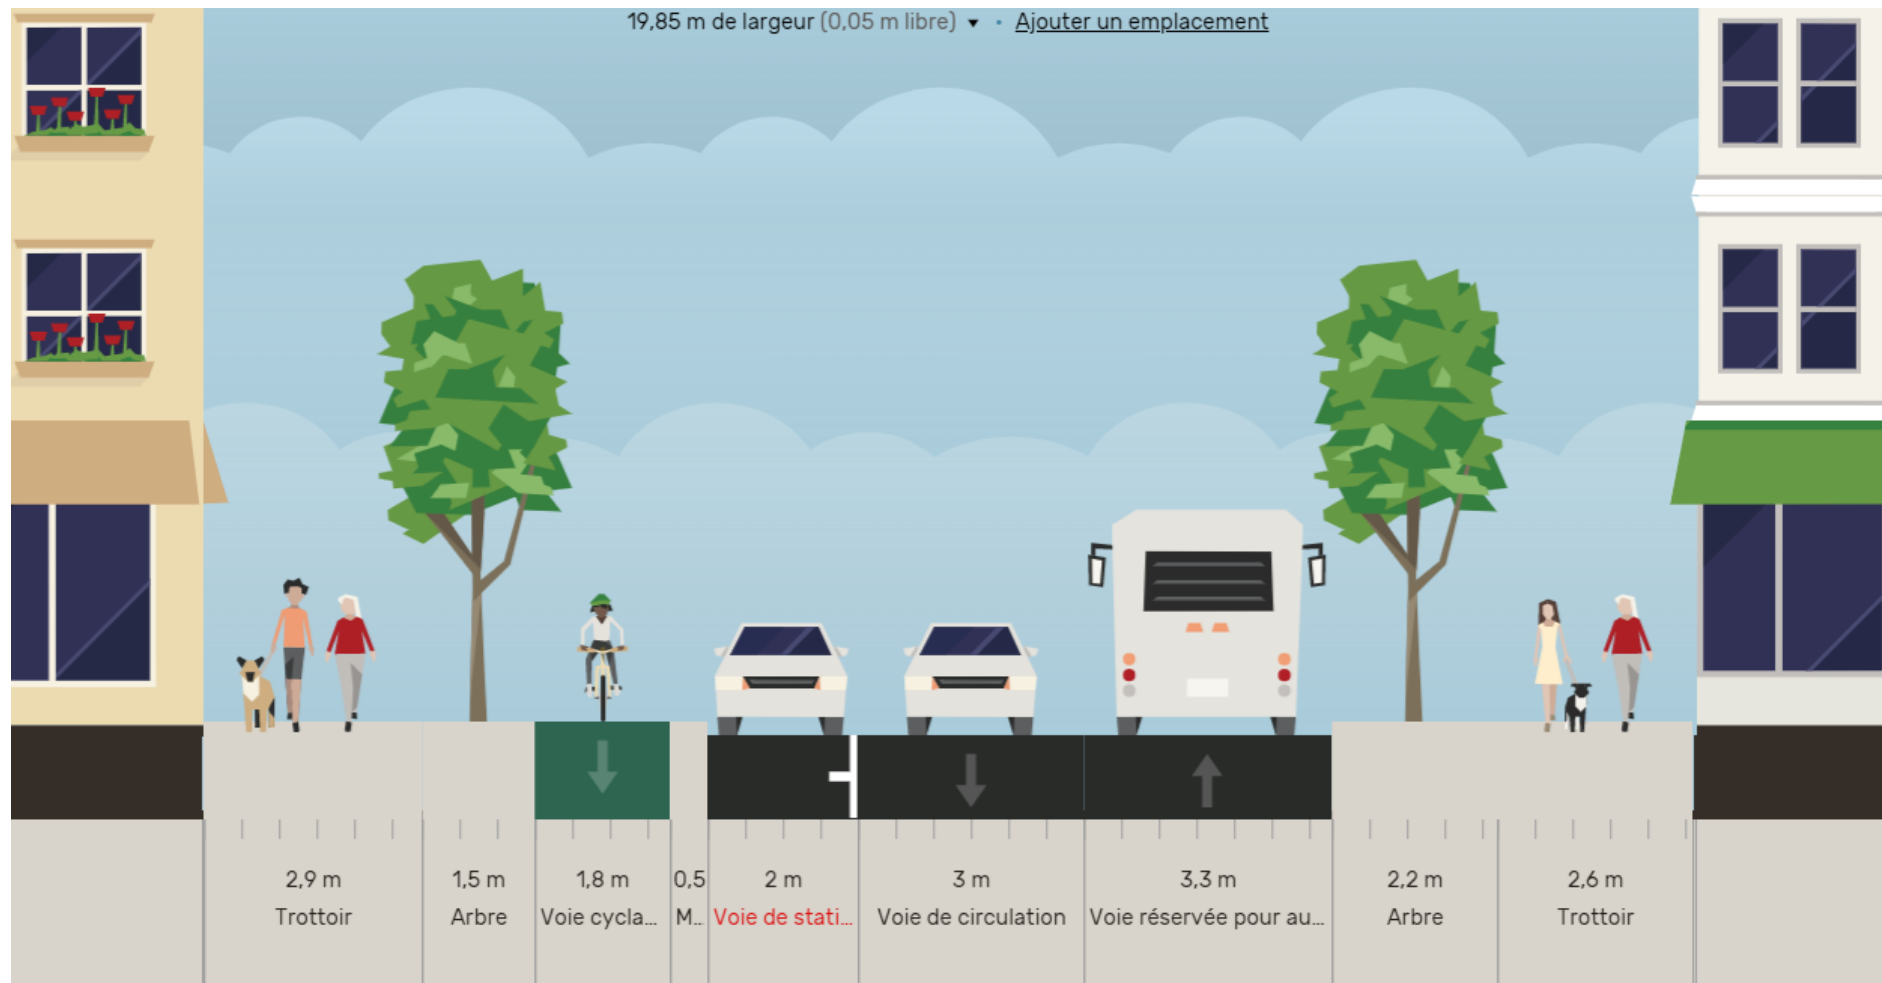 19,85 m de largeur (0,05 m libre) ▾ • Ajouter un emplacement
2,9 m
Trottoir
1,5 m
Arbre
1,8 m
Voie cycla...
0,5
M...
2 m
Voie de stati...
3 m
Voie de circulation
3,3 m
Voie réservée pour au...
2,2 m
Arbre
2,6 m
Trottoir